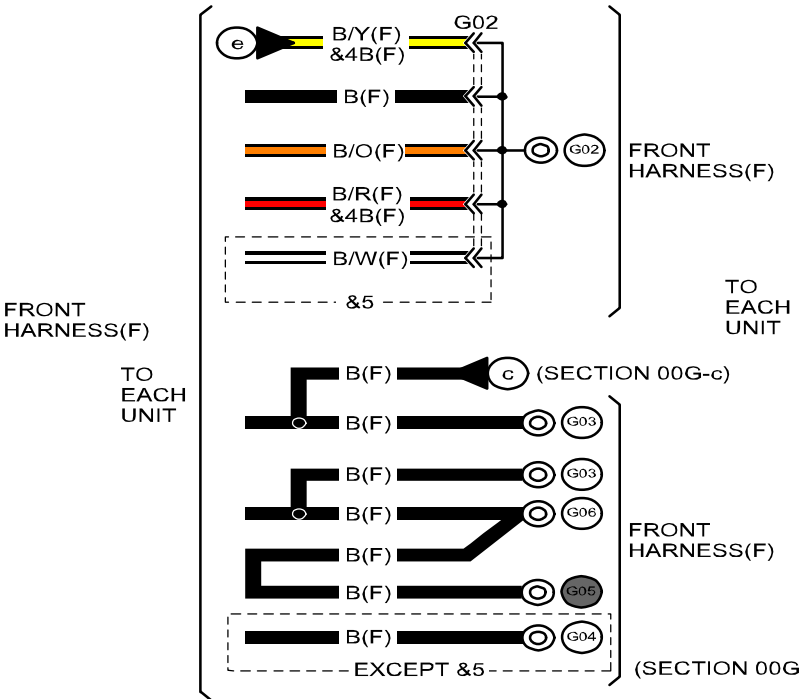 G02
e
B/Y(F)
&4B(F)
B(F)
B/O(F)
G02
FRONT
HARNESS(F)
B/R(F)
&4B(F)
B/W(F)
&5
FRONT
HARNESS(F)
TO
EACH
UNIT
TO
EACH
UNIT
B(F)
c
(SECTION 00G-c)
B(F)
G03
B(F)
G03
B(F)
G06
FRONT
HARNESS(F)
B(F)
B(F)
G05
B(F)
G04
EXCEPT &5
(SECTION 00G